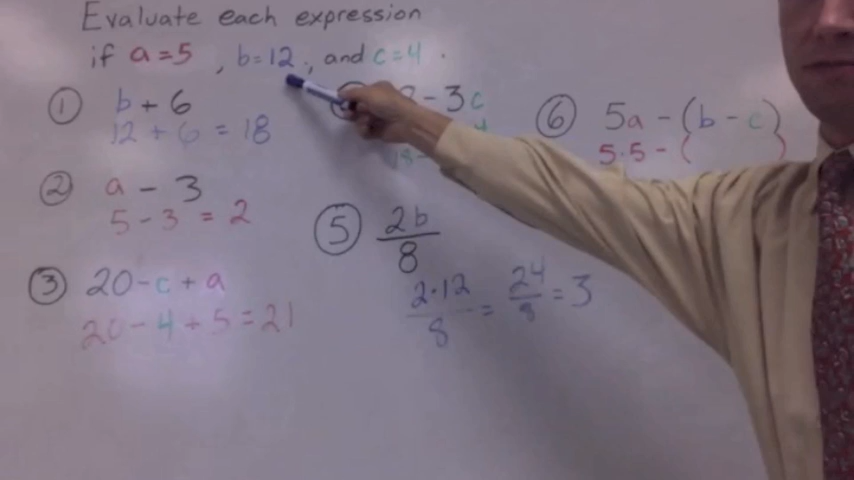 Evaluate each expression
if a = 5 , b = 12 , and c = 4 .
① b + 6
12 + 6 = 18
② a - 3
5 - 3 = 2
③ 20 - c + a
20 - 4 + 5 = 21
- 3c
18 -
⑤ 2b
8
2·12 / 8 = 24 / 8 = 3
⑥ 5a - (b - c)
5·5 - ( )